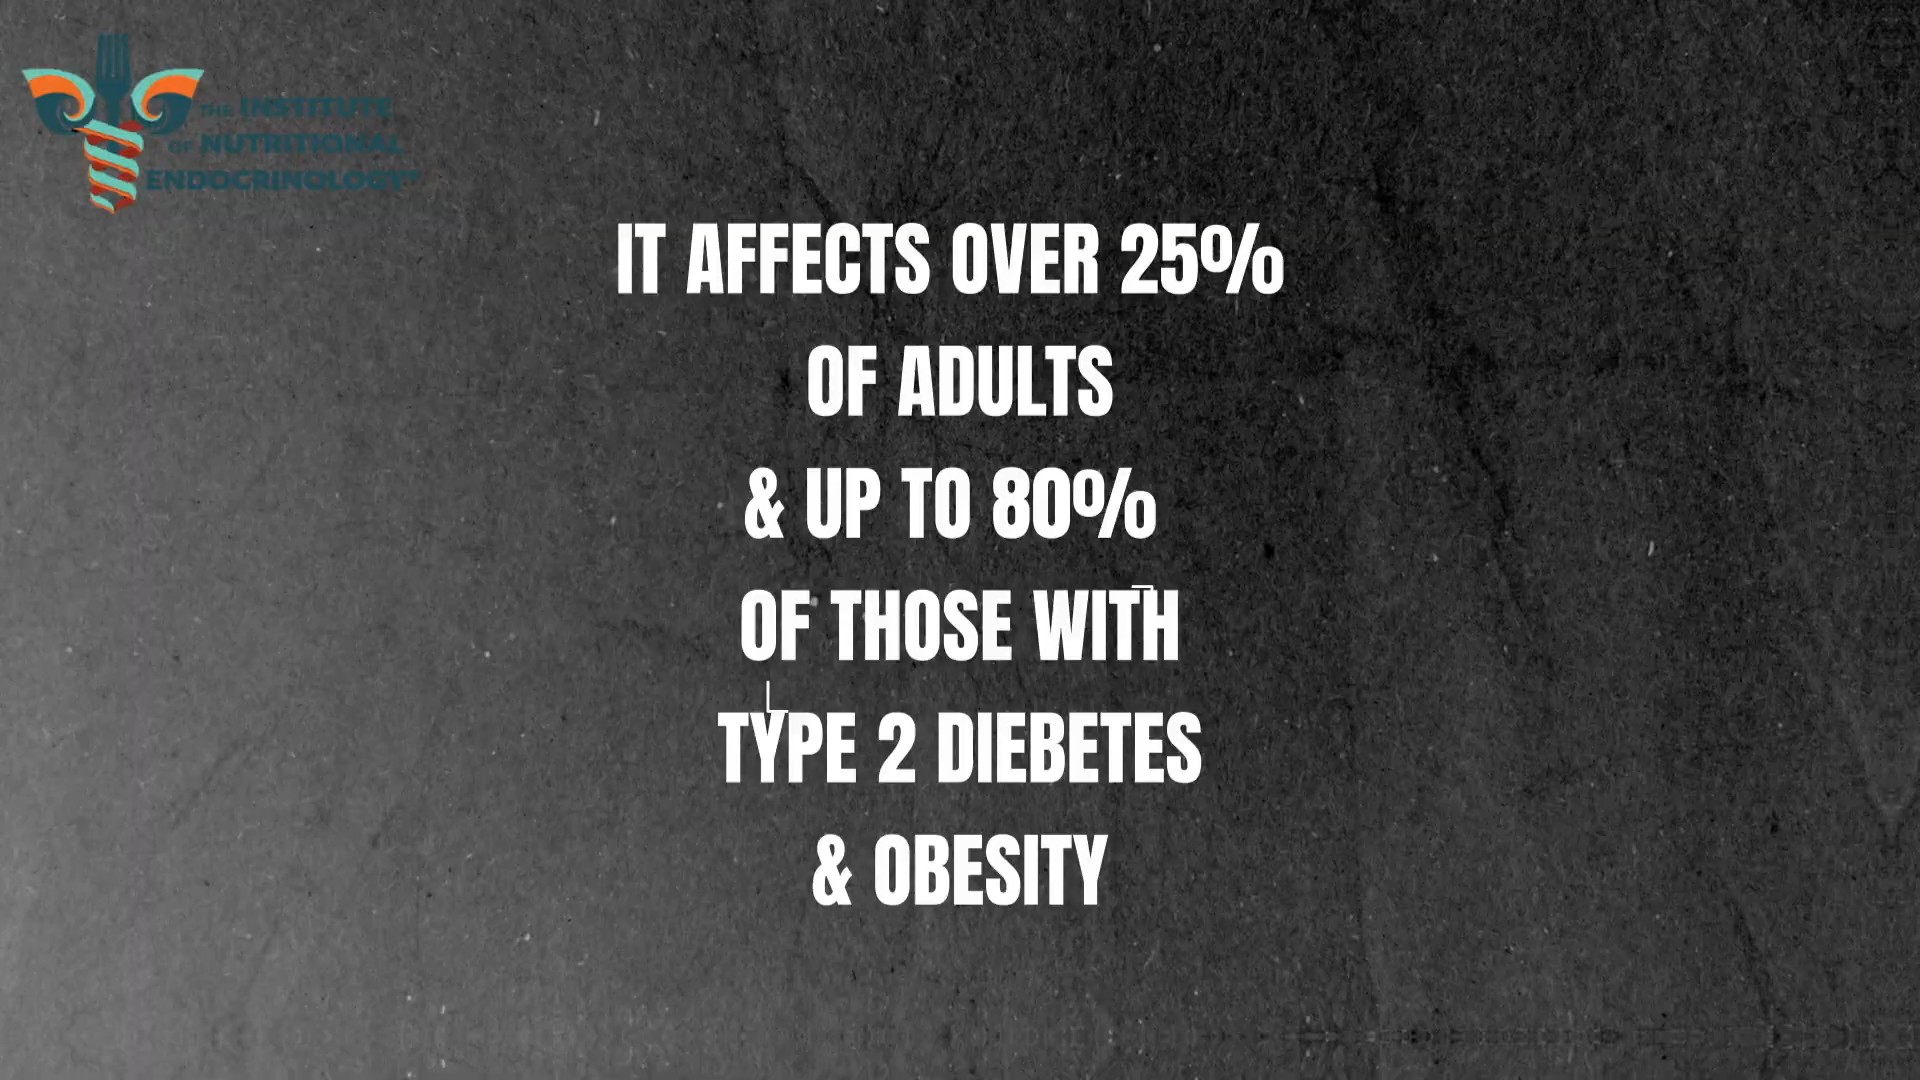 THE INSTITUTE
OF NUTRITIONAL
ENDOCRINOLOGY
IT AFFECTS OVER 25%
OF ADULTS
& UP TO 80%
OF THOSE WITH
TYPE 2 DIEBETES
& OBESITY